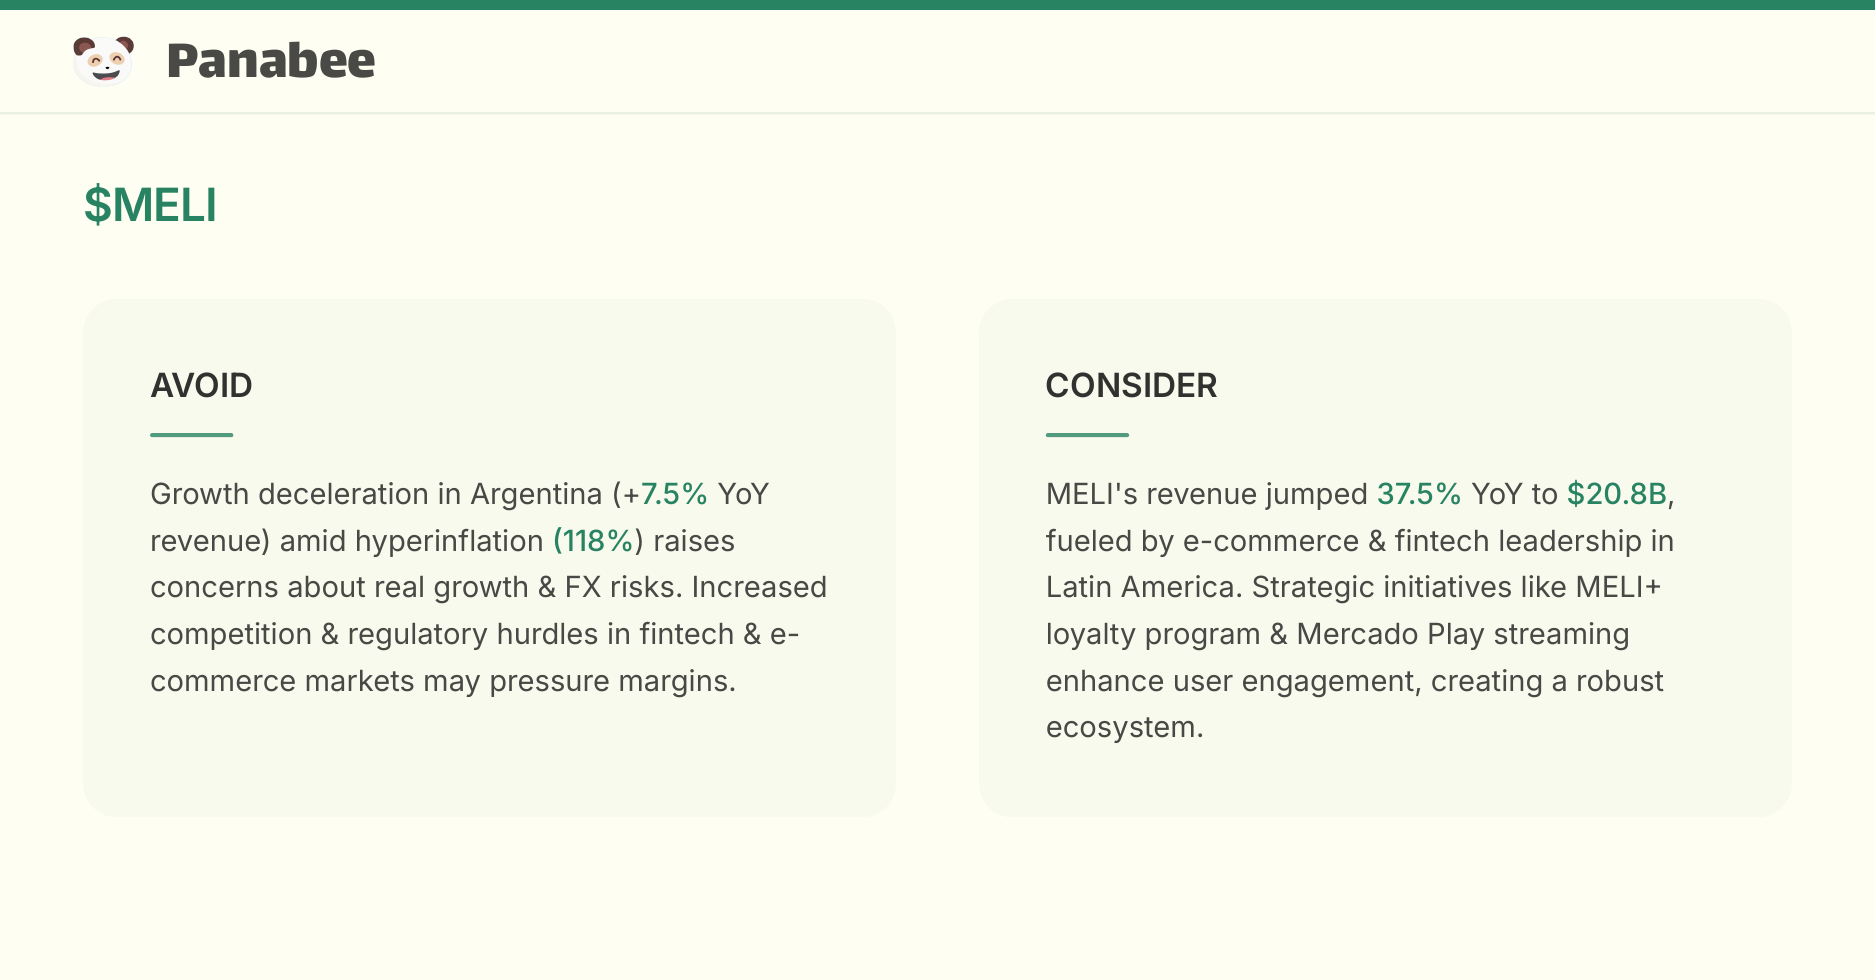 Panabee
$MELI
AVOID
Growth deceleration in Argentina (+7.5% YoY
revenue) amid hyperinflation (118%) raises
concerns about real growth & FX risks. Increased
competition & regulatory hurdles in fintech & e-
commerce markets may pressure margins.
CONSIDER
MELI's revenue jumped 37.5% YoY to $20.8B,
fueled by e-commerce & fintech leadership in
Latin America. Strategic initiatives like MELI+
loyalty program & Mercado Play streaming
enhance user engagement, creating a robust
ecosystem.